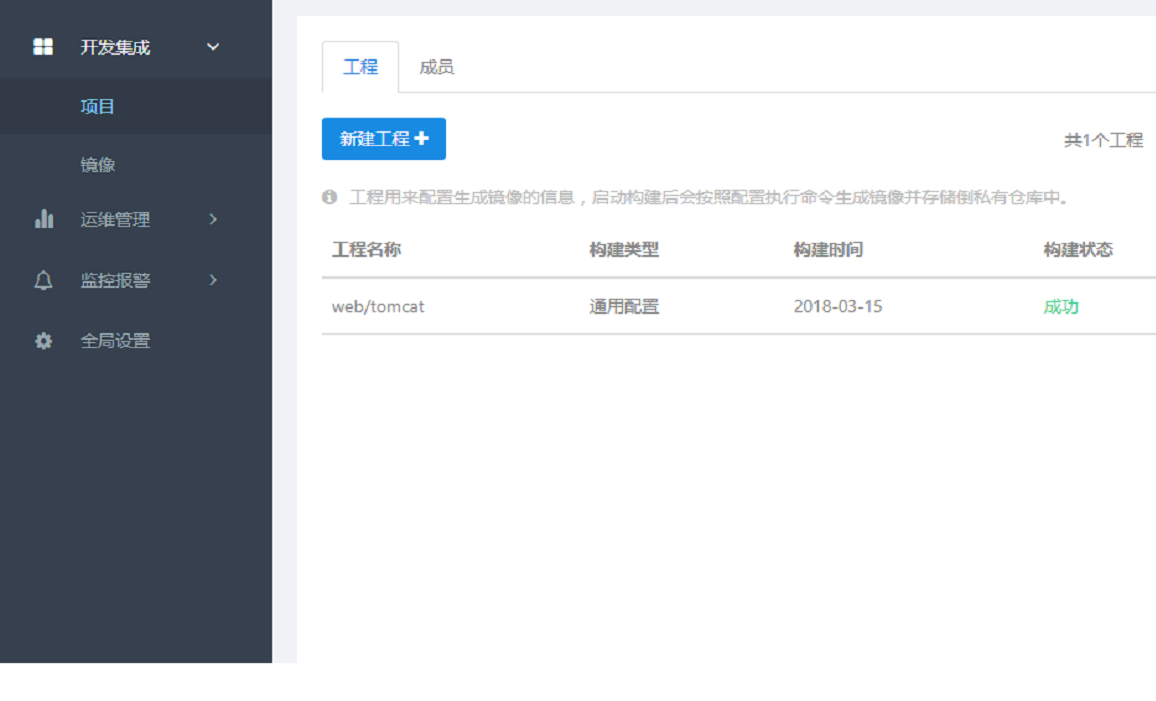 开发集成
项目
镜像
运维管理
监控报警
全局设置
工程 成员
新建工程
共1个工程
工程用来配置生成镜像的信息，启动构建后会按照配置执行命令生成镜像并存储倒私有仓库中。
工程名称 构建类型 构建时间 构建状态
web/tomcat 通用配置 2018-03-15 成功